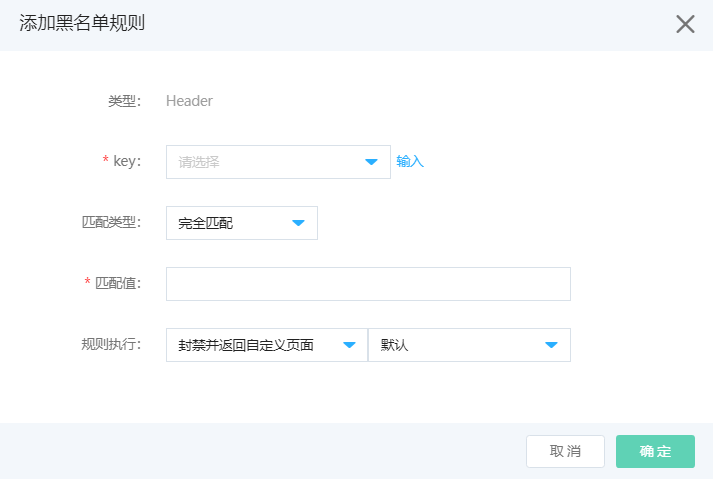 添加黑名单规则
类型： Header
* key： 请选择 输入
匹配类型： 完全匹配
* 匹配值：
规则执行： 封禁并返回自定义页面 默认
取消 确定